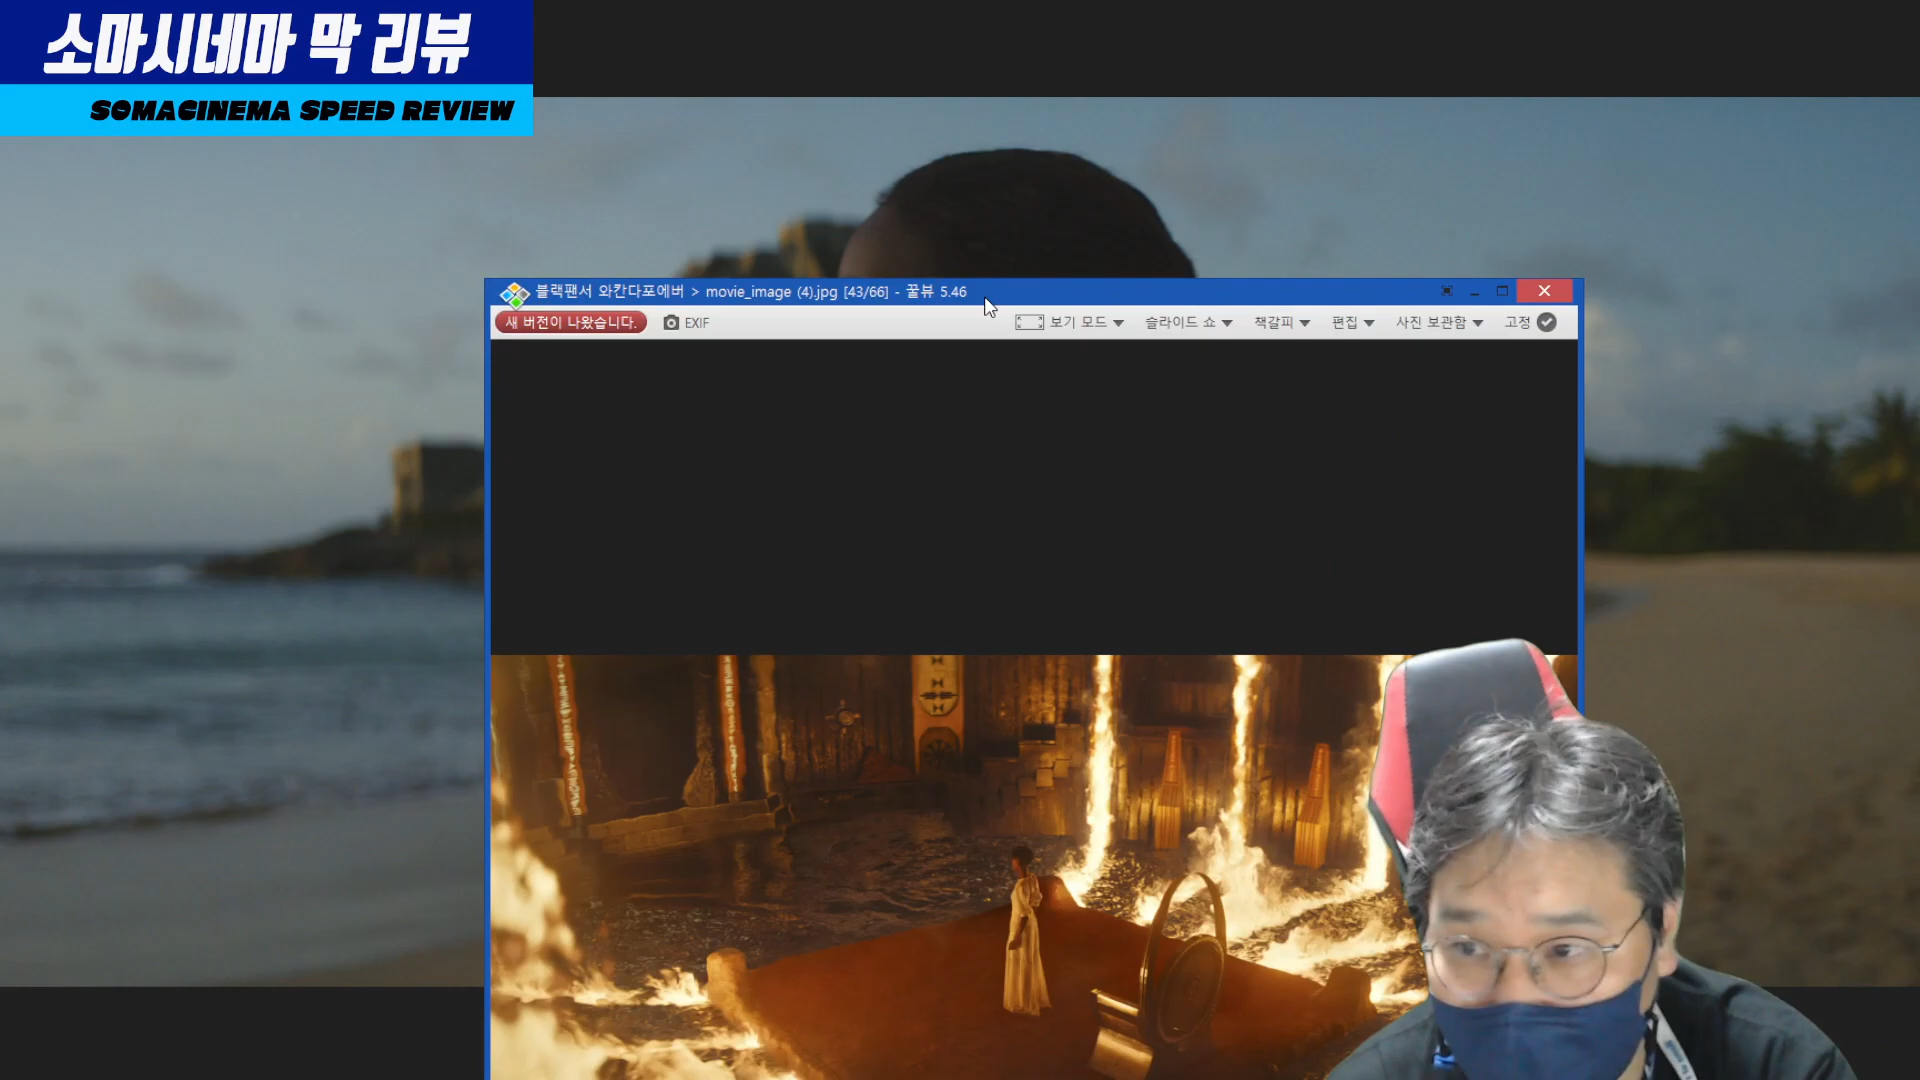 소마시네마 막 리뷰
SOMACINEMA SPEED REVIEW
블랙팬서 와칸다포에버 > movie_image (4).jpg [43/66] - 꿀뷰 5.46
새 버전이 나왔습니다. EXIF 보기 모드 슬라이드 쇼 책갈피 편집 사진 보관함 고정